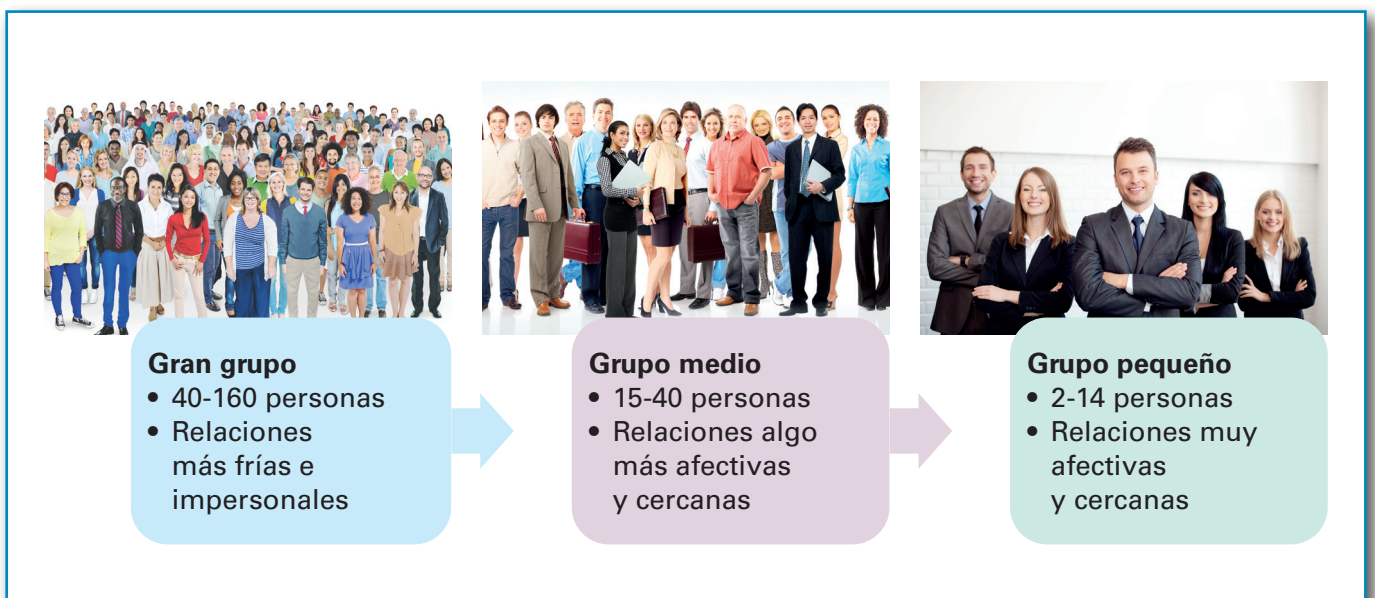 Gran grupo
• 40-160 personas
• Relaciones
más frías e
impersonales
Grupo medio
• 15-40 personas
• Relaciones algo
más afectivas
y cercanas
Grupo pequeño
• 2-14 personas
• Relaciones muy
afectivas
y cercanas